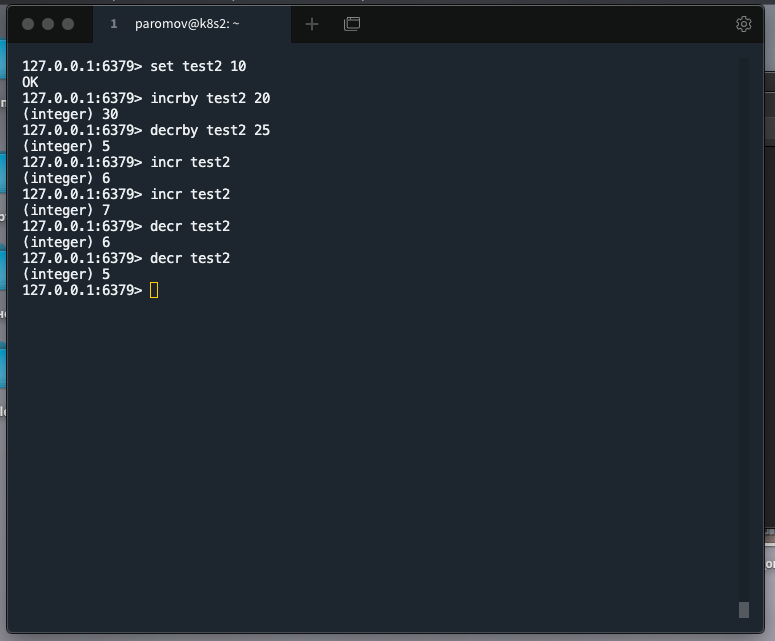 1 paromov@k8s2: ~
127.0.0.1:6379> set test2 10
OK
127.0.0.1:6379> incrby test2 20
(integer) 30
127.0.0.1:6379> decrby test2 25
(integer) 5
127.0.0.1:6379> incr test2
(integer) 6
127.0.0.1:6379> incr test2
(integer) 7
127.0.0.1:6379> decr test2
(integer) 6
127.0.0.1:6379> decr test2
(integer) 5
127.0.0.1:6379>